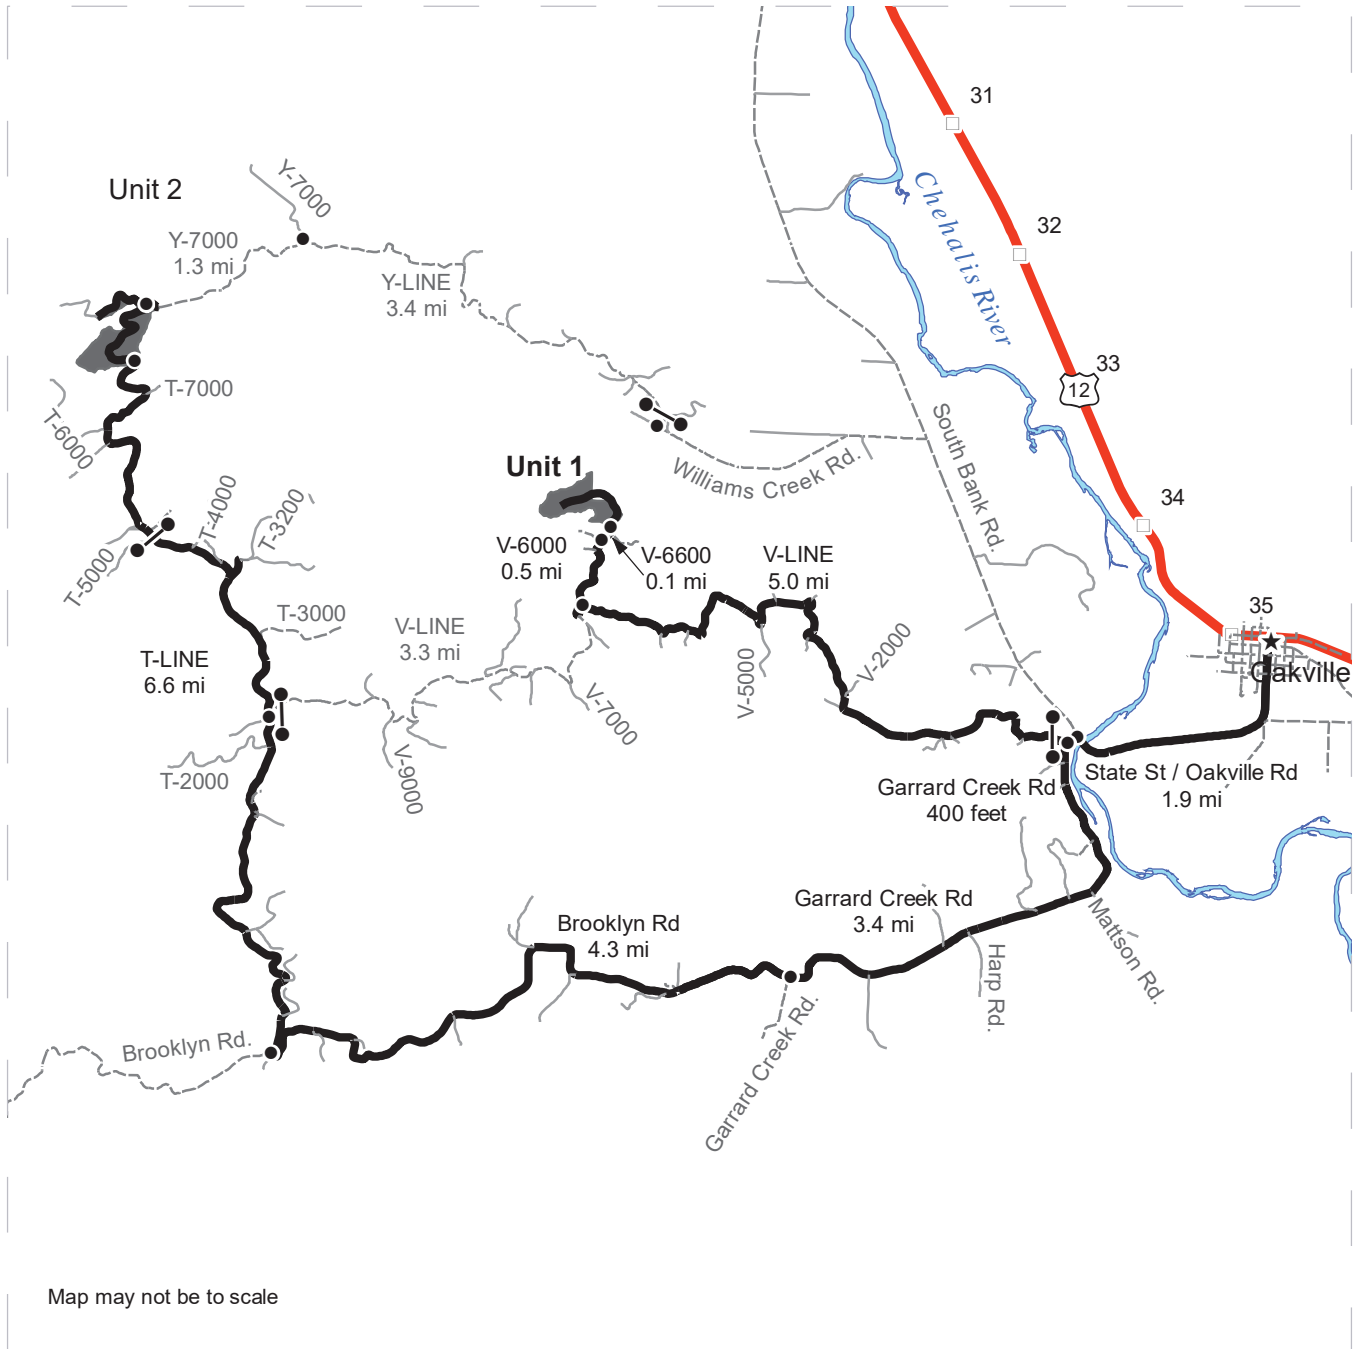 31
Unit 2
Y-7000
Chehalis River
32
Y-7000
1.3 mi
Y-LINE
3.4 mi
33
12
T-7000
T-6000
South Bank Rd.
Williams Creek Rd.
Unit 1
34
T-4000
T-3200
T-5000
V-6000
0.5 mi
V-6600
0.1 mi
V-LINE
5.0 mi
35
T-3000
V-LINE
3.3 mi
V-2000
T-LINE
6.6 mi
V-5000
V-7000
Oakville
T-2000
V-9000
Garrard Creek Rd
400 feet
State St / Oakville Rd
1.9 mi
Garrard Creek Rd
3.4 mi
Brooklyn Rd
4.3 mi
Mattson Rd.
Harp Rd.
Brooklyn Rd.
Garrard Creek Rd.
Map may not be to scale